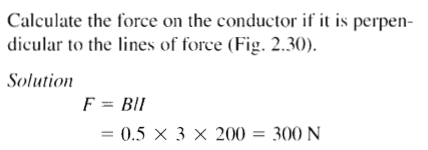 Calculate the force on the conductor if it is perpen-
dicular to the lines of force (Fig. 2.30).
Solution
F = BlI
= 0.5 × 3 × 200 = 300 N